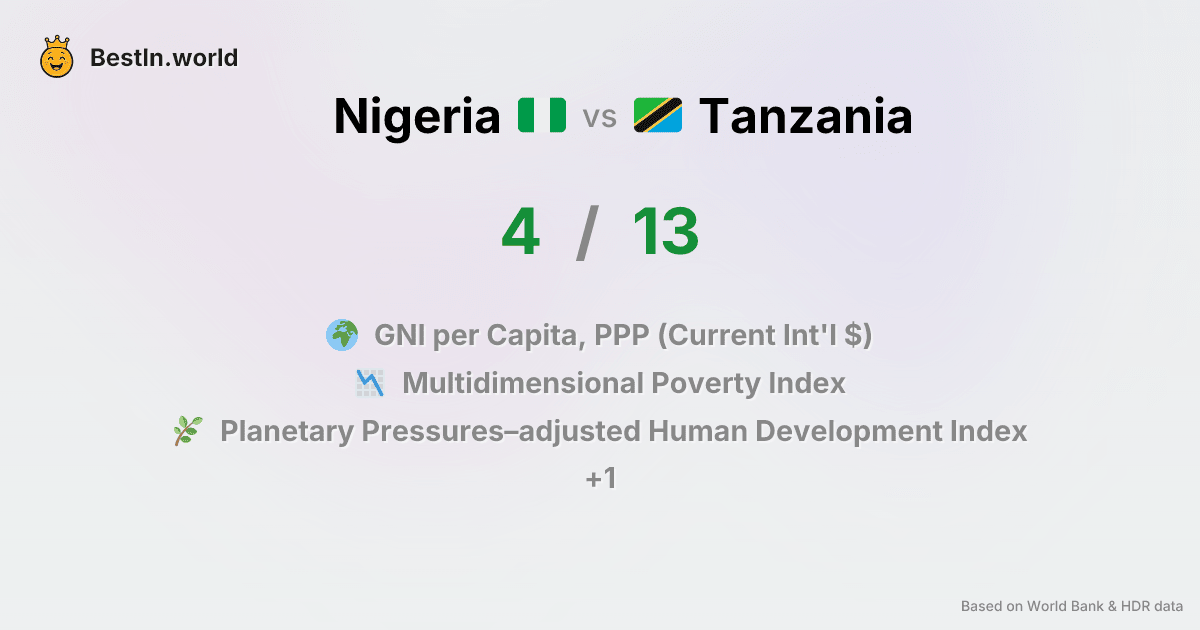 BestIn.world
Nigeria vs Tanzania
4 / 13
GNI per Capita, PPP (Current Int'l $)
Multidimensional Poverty Index
Planetary Pressures–adjusted Human Development Index
+1
Based on World Bank & HDR data